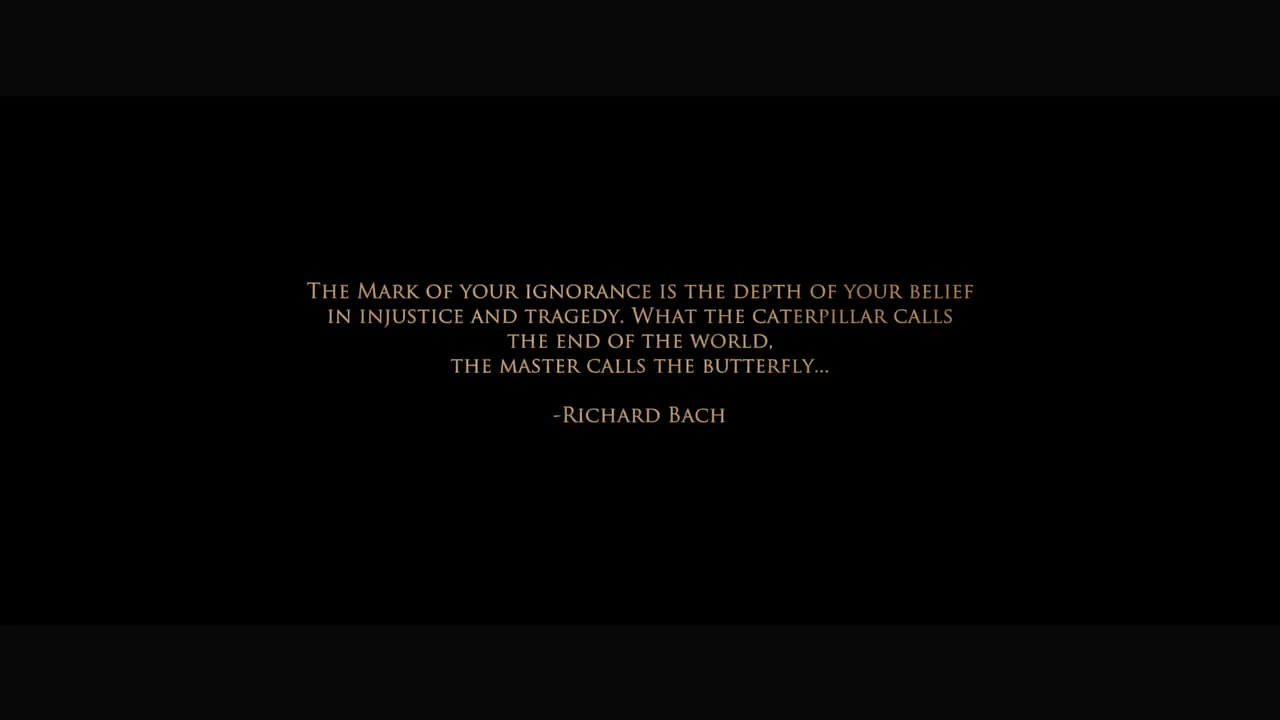 The Mark of your ignorance is the depth of your belief
in injustice and tragedy. What the caterpillar calls
the end of the world,
the master calls the butterfly...
-Richard Bach